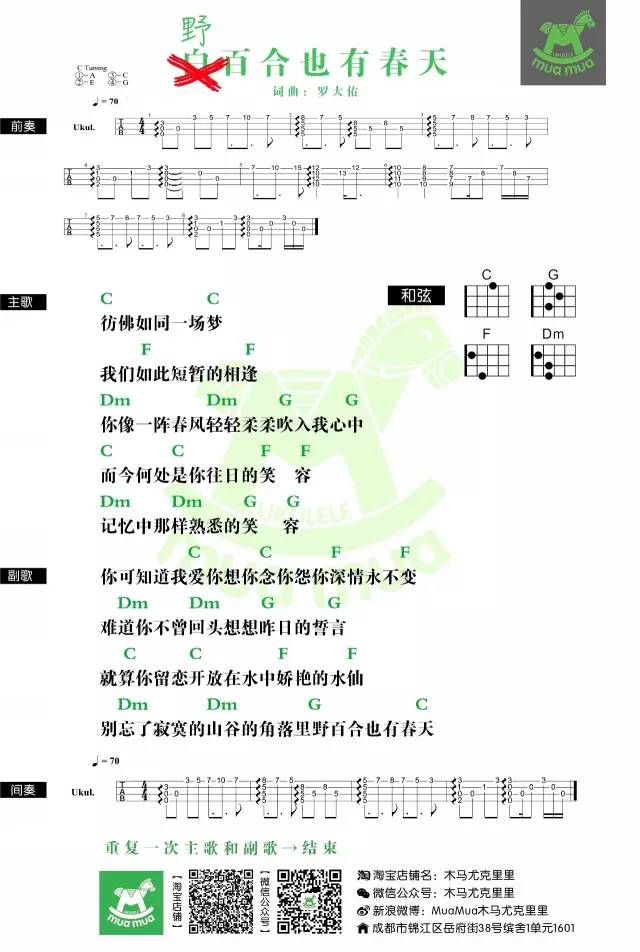 野
白百合也有春天
词曲：罗大佑
C Tuning
①=A ③=C
②=E ④=G
UKULELE
mua mua
♩= 70
前奏
Ukul.
主歌
和弦
C G
F Dm
C C
彷佛如同一场梦
F F
我们如此短暂的相逢
Dm Dm G G
你像一阵春风轻轻柔柔吹入我心中
C C F F
而今何处是你往日的笑 容
Dm Dm G G
记忆中那样熟悉的笑 容
UKULELE
mua mua
副歌
C C F F
你可知道我爱你想你念你怨你深情永不变
Dm Dm G G
难道你不曾回头想想昨日的誓言
C C F F
就算你留恋开放在水中娇艳的水仙
Dm Dm G C
别忘了寂寞的山谷的角落里野百合也有春天
♩= 70
间奏
Ukul.
重复一次主歌和副歌→结束
mua mua
【淘宝店铺】
【微信公众号】
淘宝店铺名：木马尤克里里
微信公众号：木马尤克里里
新浪微博：MuaMua木马尤克里里
成都市锦江区岳府街38号缤舍1单元1601